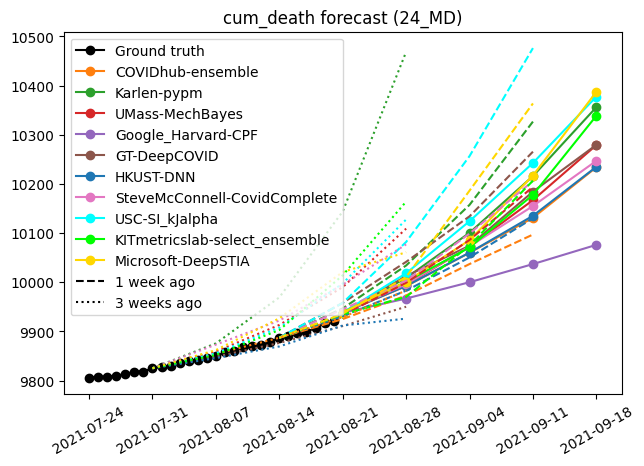 cum_death forecast (24_MD)
10500
10400
10300
10200
10100
10000
9900
9800
Ground truth
COVIDhub-ensemble
Karlen-pypm
UMass-MechBayes
Google_Harvard-CPF
GT-DeepCOVID
HKUST-DNN
SteveMcConnell-CovidComplete
USC-SI_kJalpha
KITmetricslab-select_ensemble
Microsoft-DeepSTIA
1 week ago
3 weeks ago
2021-07-24
2021-07-31
2021-08-07
2021-08-14
2021-08-21
2021-08-28
2021-09-04
2021-09-11
2021-09-18